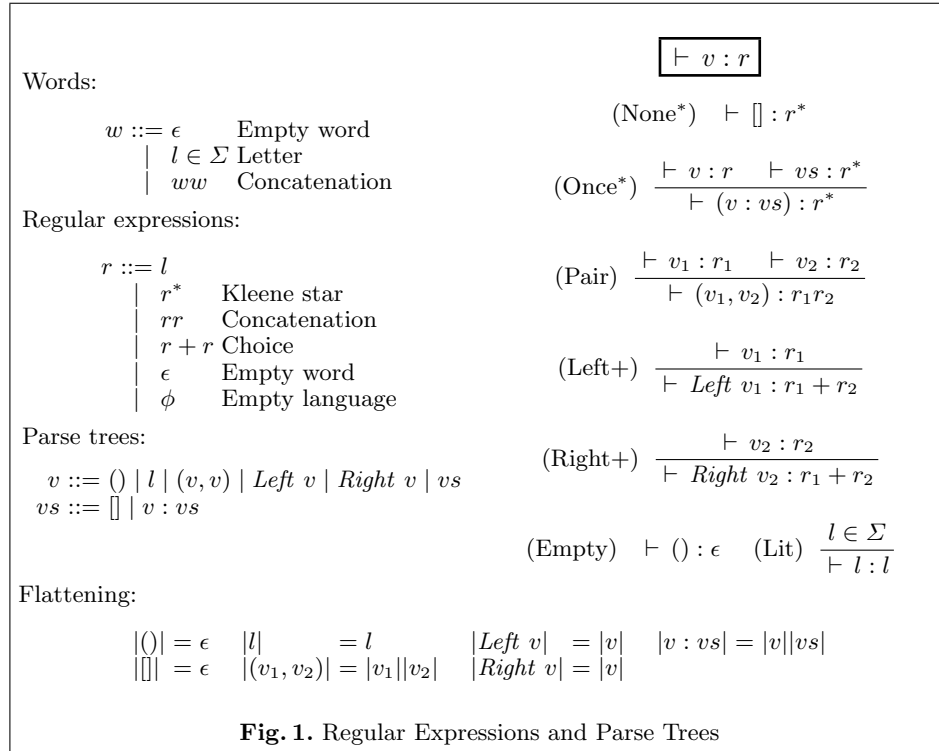 Words:
w ::= ϵ Empty word
| l ∈ Σ Letter
| ww Concatenation
Regular expressions:
r ::= l
| r* Kleene star
| rr Concatenation
| r + r Choice
| ϵ Empty word
| ϕ Empty language
Parse trees:
v ::= () | l | (v, v) | Left v | Right v | vs
vs ::= [] | v : vs
⊢ v : r
(None*) ⊢ [] : r*
(Once*) ⊢ v : r ⊢ vs : r*
⊢ (v : vs) : r*
(Pair) ⊢ v₁ : r₁ ⊢ v₂ : r₂
⊢ (v₁, v₂) : r₁r₂
(Left+) ⊢ v₁ : r₁
⊢ Left v₁ : r₁ + r₂
(Right+) ⊢ v₂ : r₂
⊢ Right v₂ : r₁ + r₂
(Empty) ⊢ () : ϵ (Lit) l ∈ Σ
⊢ l : l
Flattening:
|()| = ϵ |l| = l |Left v| = |v| |v : vs| = |v||vs|
|[]| = ϵ |(v₁, v₂)| = |v₁||v₂| |Right v| = |v|
Fig. 1. Regular Expressions and Parse Trees